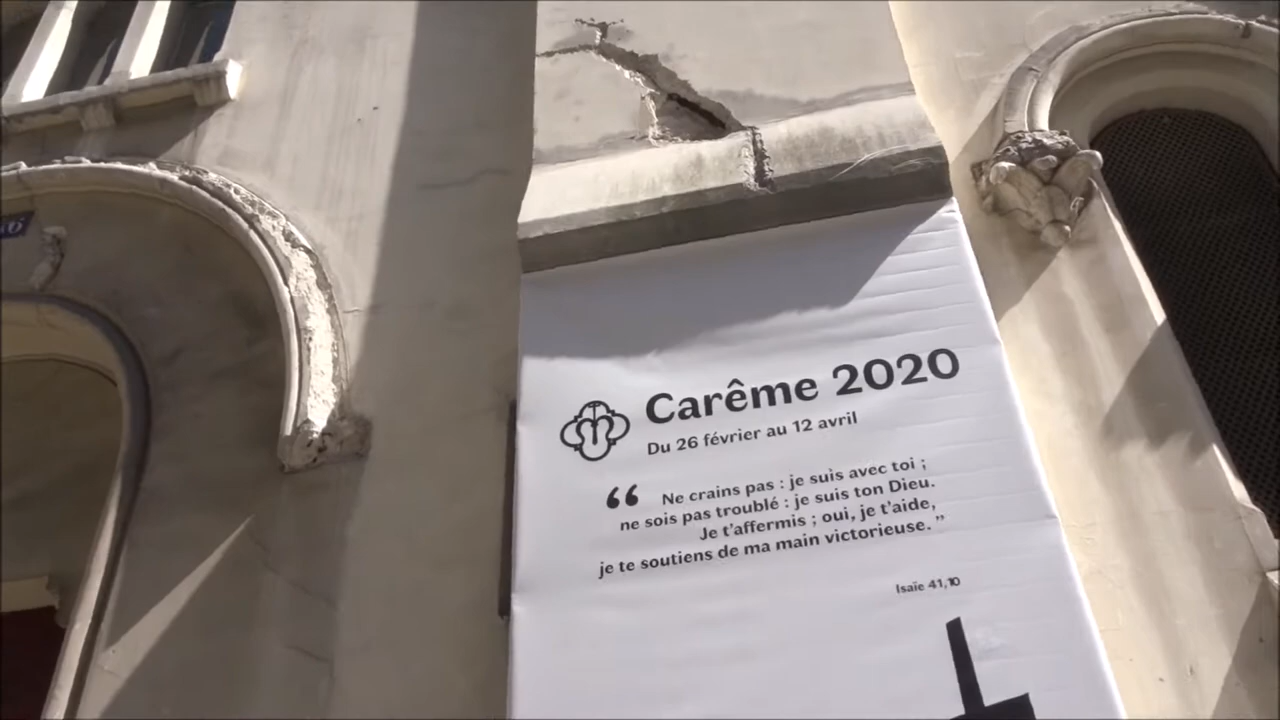 Carême 2020
Du 26 février au 12 avril
“ Ne crains pas : je suis avec toi ;
ne sois pas troublé : je suis ton Dieu.
Je t’affermis ; oui, je t’aide,
je te soutiens de ma main victorieuse. ”
Isaïe 41,10